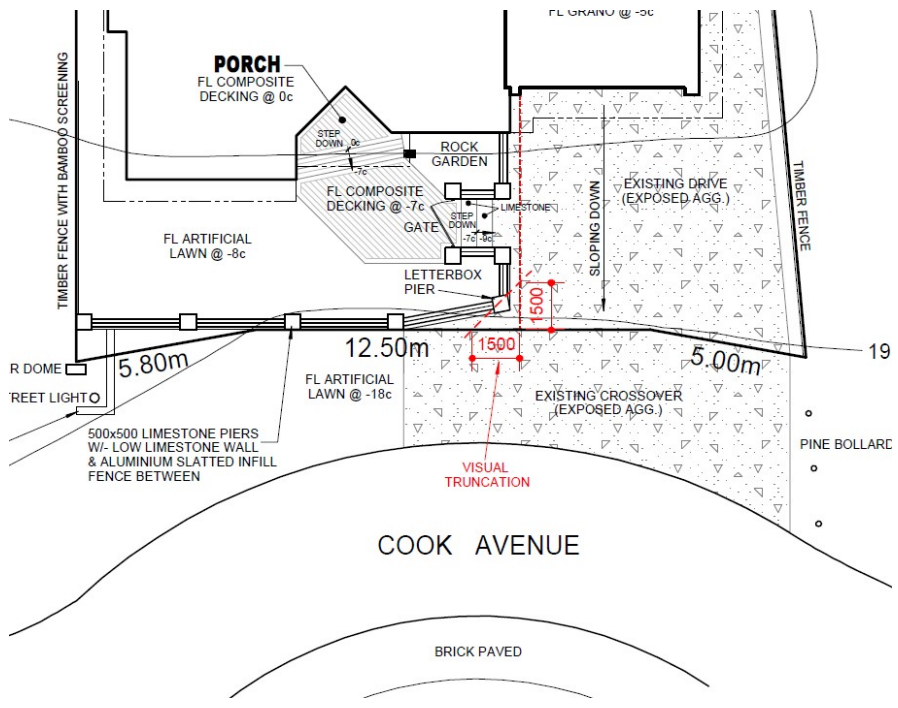 FL GRANO @ -5c
PORCH
FL COMPOSITE
DECKING @ 0c
TIMBER FENCE WITH BAMBOO SCREENING
STEP
DOWN
0c
-7c
ROCK
GARDEN
EXISTING DRIVE
(EXPOSED AGG.)
TIMBER FENCE
FL COMPOSITE
DECKING @ -7c
LIMESTONE
STEP
DOWN
-7c
-9c
GATE
SLOPING DOWN
FL ARTIFICIAL
LAWN @ -8c
LETTERBOX
PIER
1500
1500
5.80m
12.50m
5.00m
19
R DOME
TREET LIGHT
FL ARTIFICIAL
LAWN @ -18c
EXISTING CROSSOVER
(EXPOSED AGG.)
500x500 LIMESTONE PIERS
W/- LOW LIMESTONE WALL
& ALUMINIUM SLATTED INFILL
FENCE BETWEEN
VISUAL
TRUNCATION
PINE BOLLARD
COOK AVENUE
BRICK PAVED